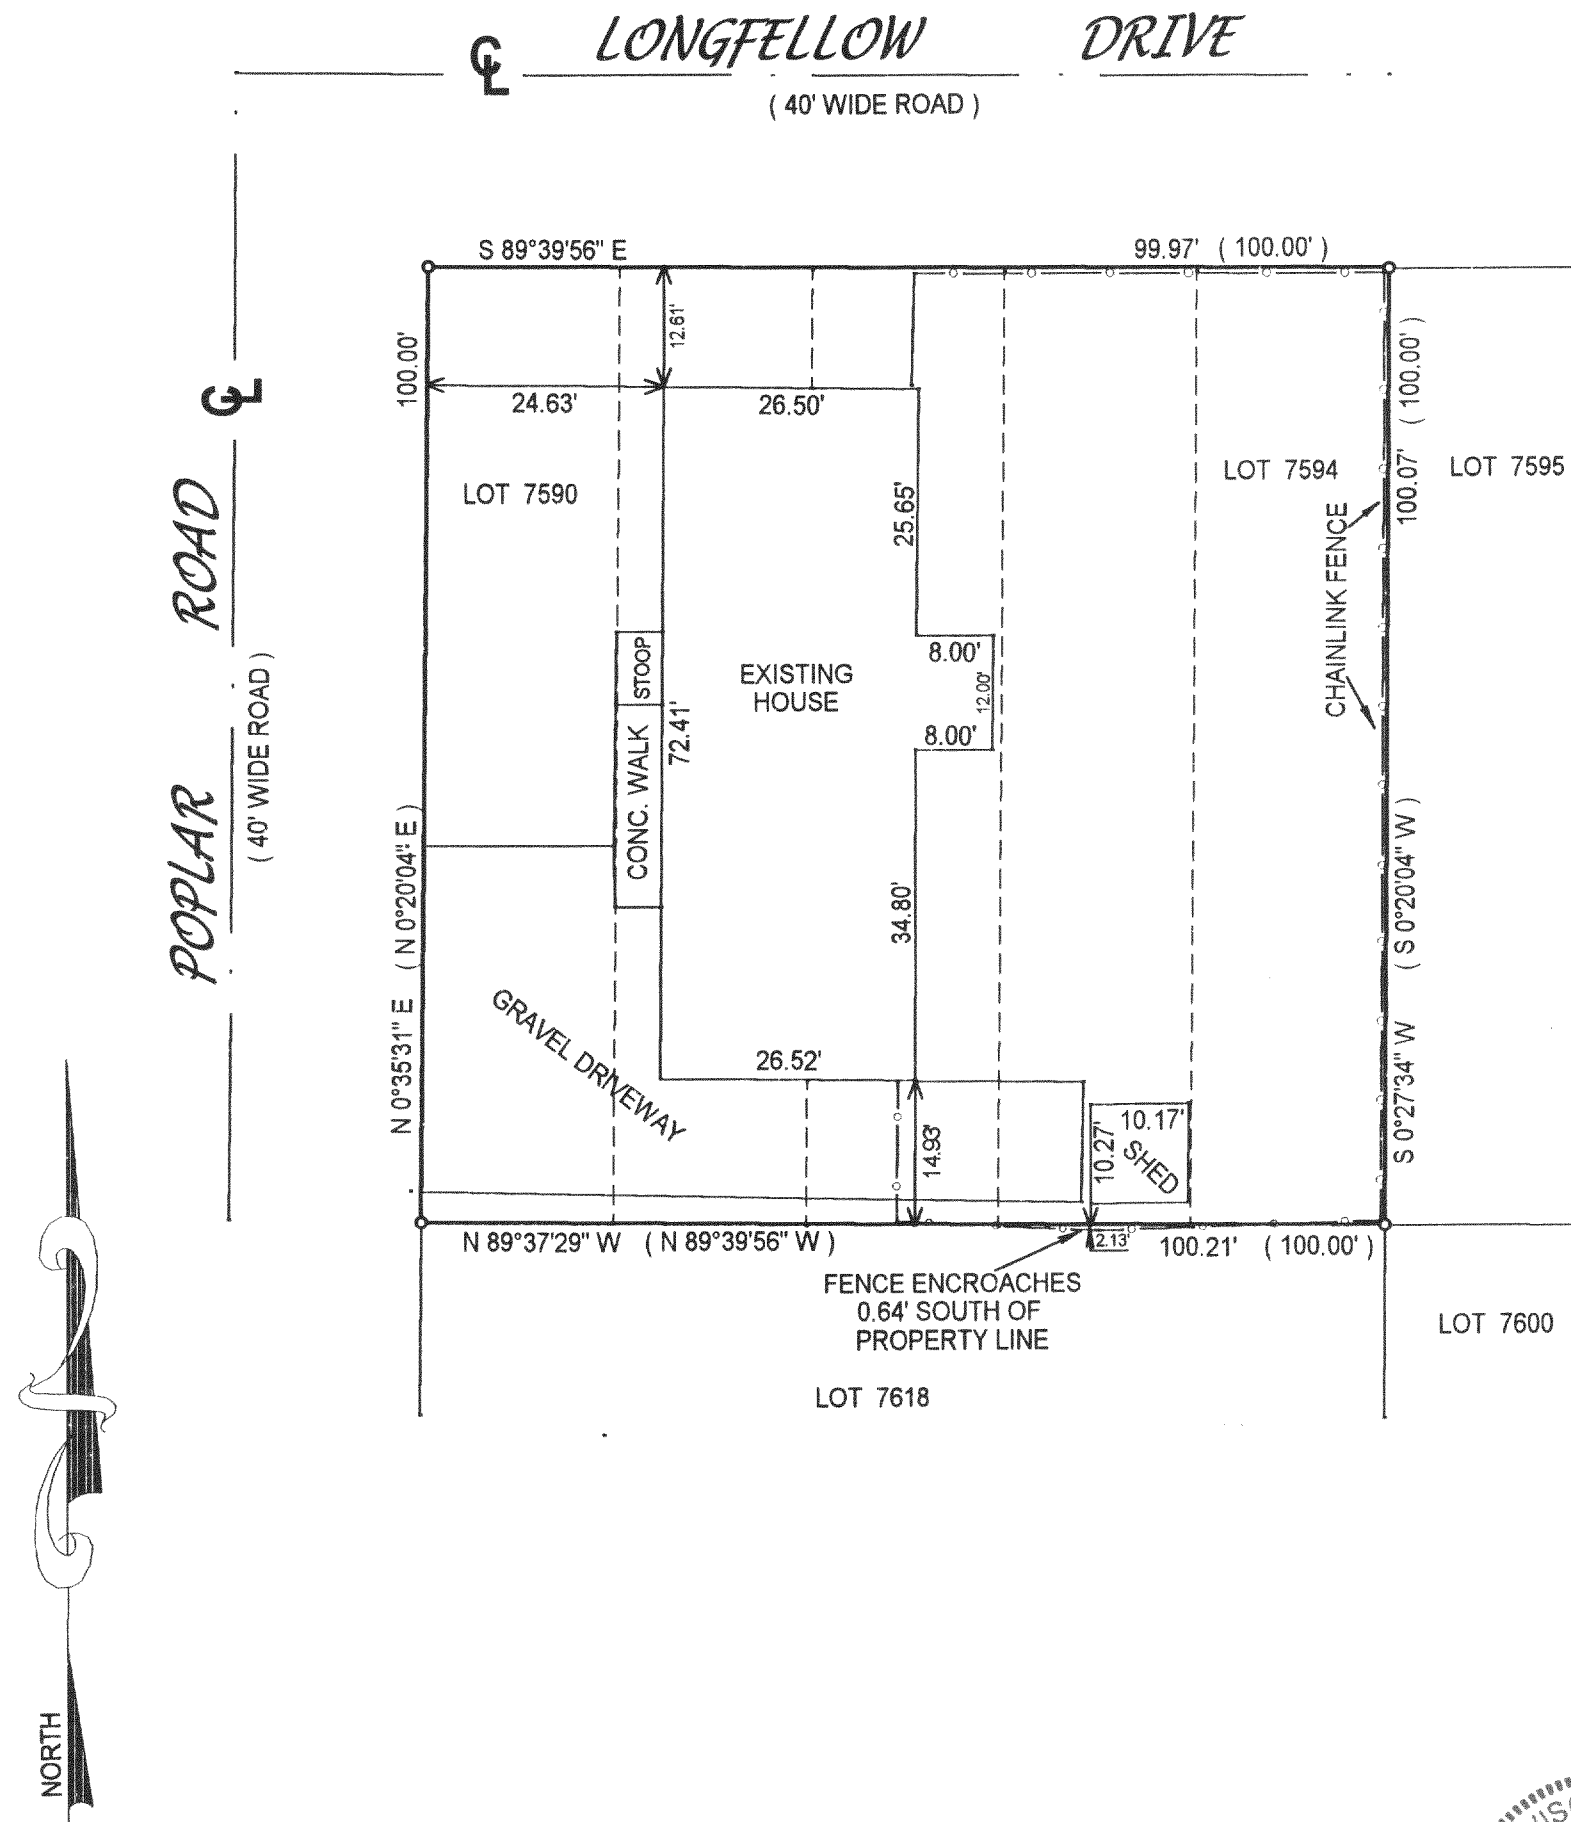 LONGFELLOW DRIVE
( 40' WIDE ROAD )
S 89°39'56" E
99.97' ( 100.00' )
12.61'
100.00'
24.63'
26.50'
( 100.00' )
100.07'
LOT 7590
25.65'
LOT 7594
LOT 7595
CHAINLINK FENCE
POPLAR ROAD
( 40' WIDE ROAD )
STOOP
CONC. WALK
72.41'
EXISTING
HOUSE
8.00'
12.00'
8.00'
34.80'
N 0°35'31" E ( N 0°20'04" E )
( S 0°20'04" W )
S 0°27'34" W
GRAVEL DRIVEWAY
26.52'
14.93'
10.27'
10.17'
SHED
N 89°37'29" W ( N 89°39'56" W )
2.13'
100.21' ( 100.00' )
FENCE ENCROACHES
0.64' SOUTH OF
PROPERTY LINE
LOT 7600
LOT 7618
NORTH